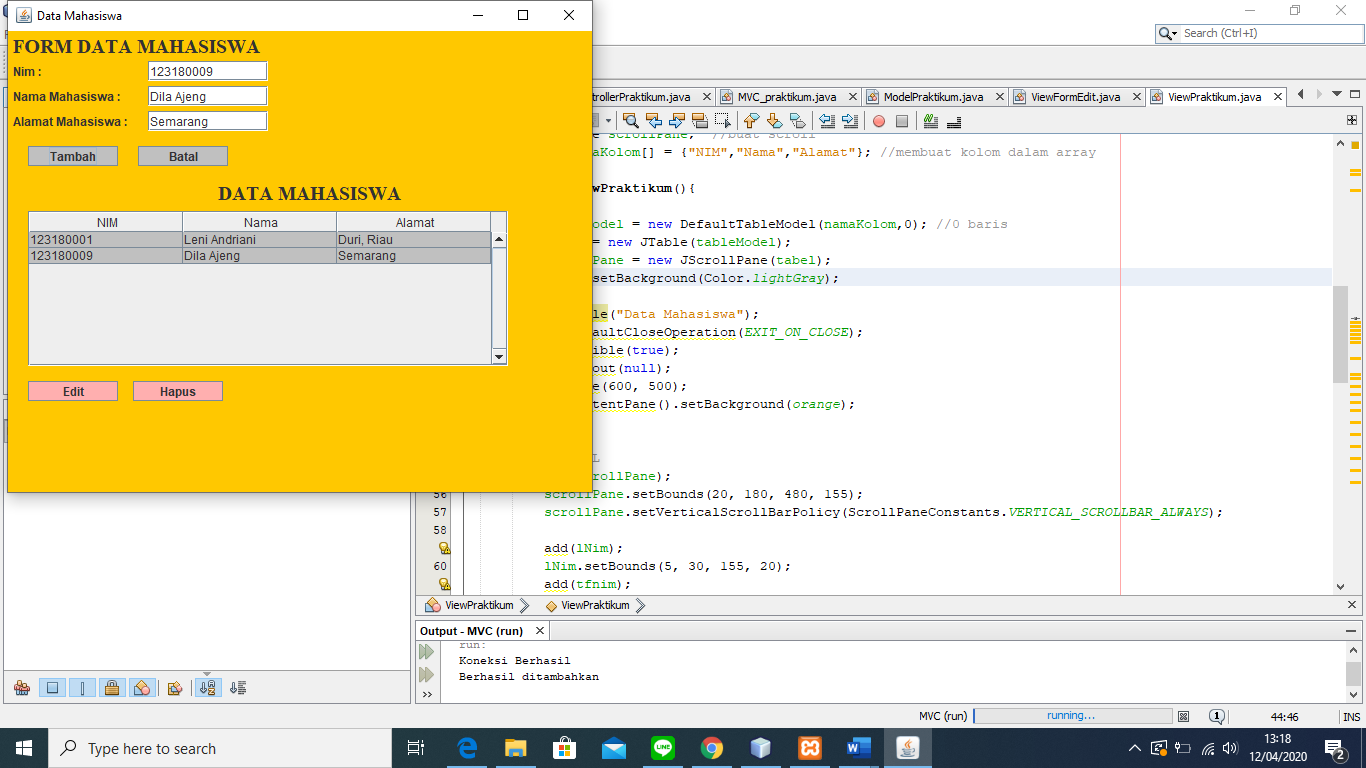 Data Mahasiswa
FORM DATA MAHASISWA
Nim : 123180009
Nama Mahasiswa : Dila Ajeng
Alamat Mahasiswa : Semarang
Tambah Batal
DATA MAHASISWA
NIM Nama Alamat
123180001 Leni Andriani Duri, Riau
123180009 Dila Ajeng Semarang
Edit Hapus
Search (Ctrl+I)
trollerPraktikum.java MVC_praktikum.java ModelPraktikum.java ViewFormEdit.java ViewPraktikum.java
e scrollPane; //buat scroll
aKolom[] = {"NIM","Nama","Alamat"}; //membuat kolom dalam array
wPraktikum(){
odel = new DefaultTableModel(namaKolom,0); //0 baris
= new JTable(tableModel);
Pane = new JScrollPane(tabel);
setBackground(Color.lightGray);
le("Data Mahasiswa");
aultCloseOperation(EXIT_ON_CLOSE);
ible(true);
out(null);
e(600, 500);
tentPane().setBackground(orange);
L
rollPane);
56 scrollPane.setBounds(20, 180, 480, 155);
57 scrollPane.setVerticalScrollBarPolicy(ScrollPaneConstants.VERTICAL_SCROLLBAR_ALWAYS);
58
add(lNim);
60 lNim.setBounds(5, 30, 155, 20);
add(tfnim);
ViewPraktikum ViewPraktikum
Output - MVC (run)
run:
Koneksi Berhasil
Berhasil ditambahkan
MVC (run) running... 1 44:46 INS
Type here to search
13:18
12/04/2020
2